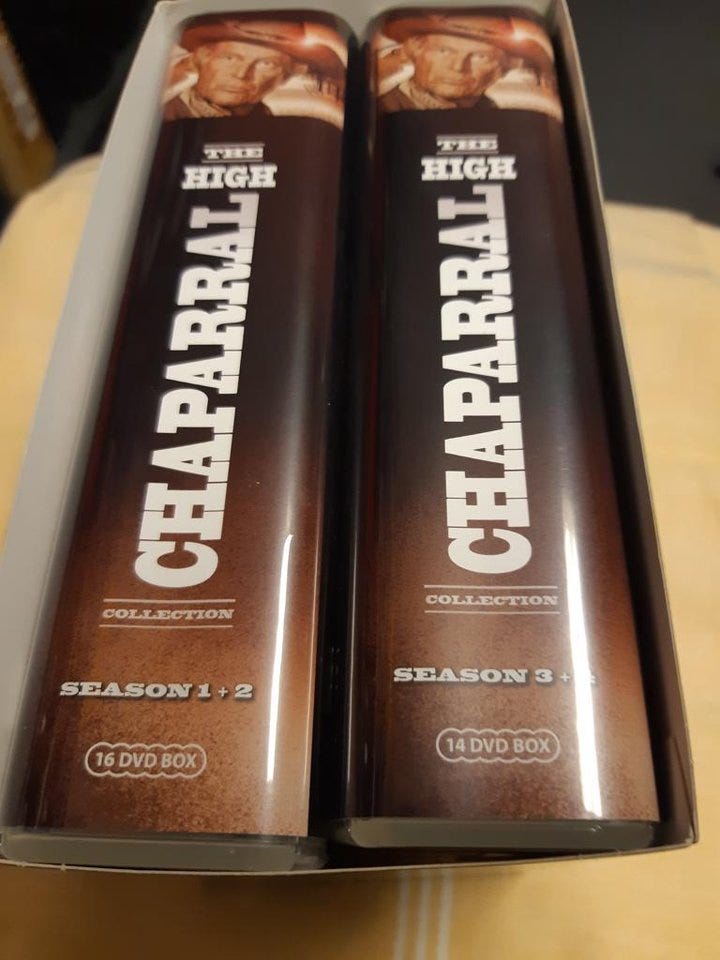 THE
HIGH
CHAPARRAL
COLLECTION
SEASON 1 + 2
16 DVD BOX
THE
HIGH
CHAPARRAL
COLLECTION
SEASON 3 + 4
14 DVD BOX